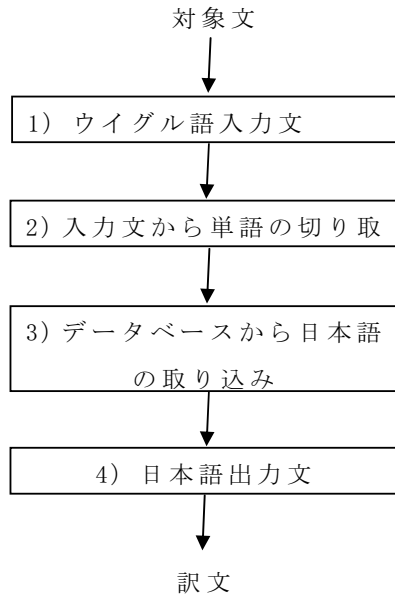 対象文
1) ウイグル語入力文
2) 入力文から単語の切り取
3) データベースから日本語
の取り込み
4) 日本語出力文
訳文